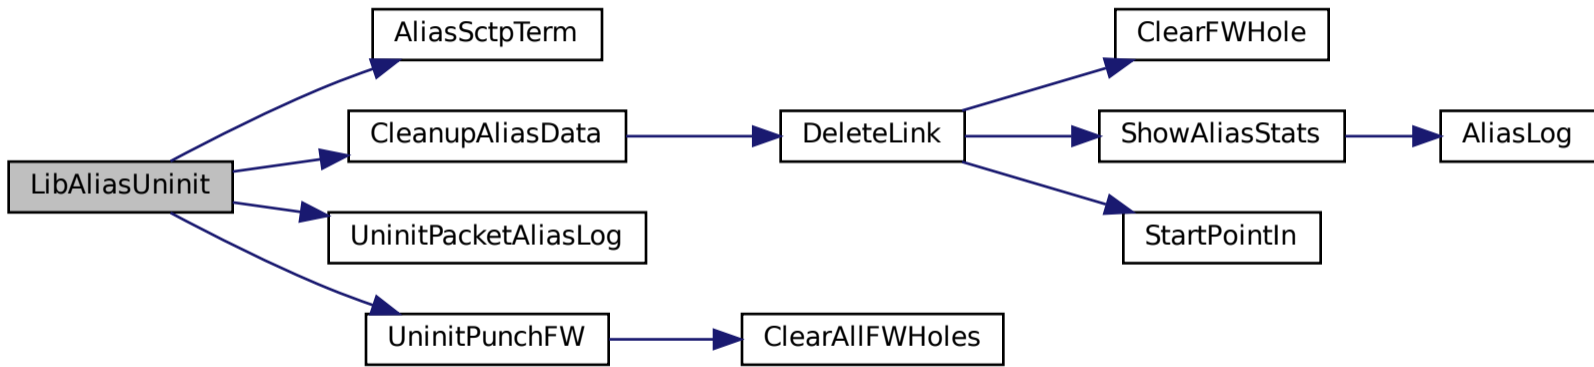 AliasSctpTerm
ClearFWHole
CleanupAliasData
DeleteLink
ShowAliasStats
AliasLog
LibAliasUninit
UninitPacketAliasLog
StartPointIn
UninitPunchFW
ClearAllFWHoles